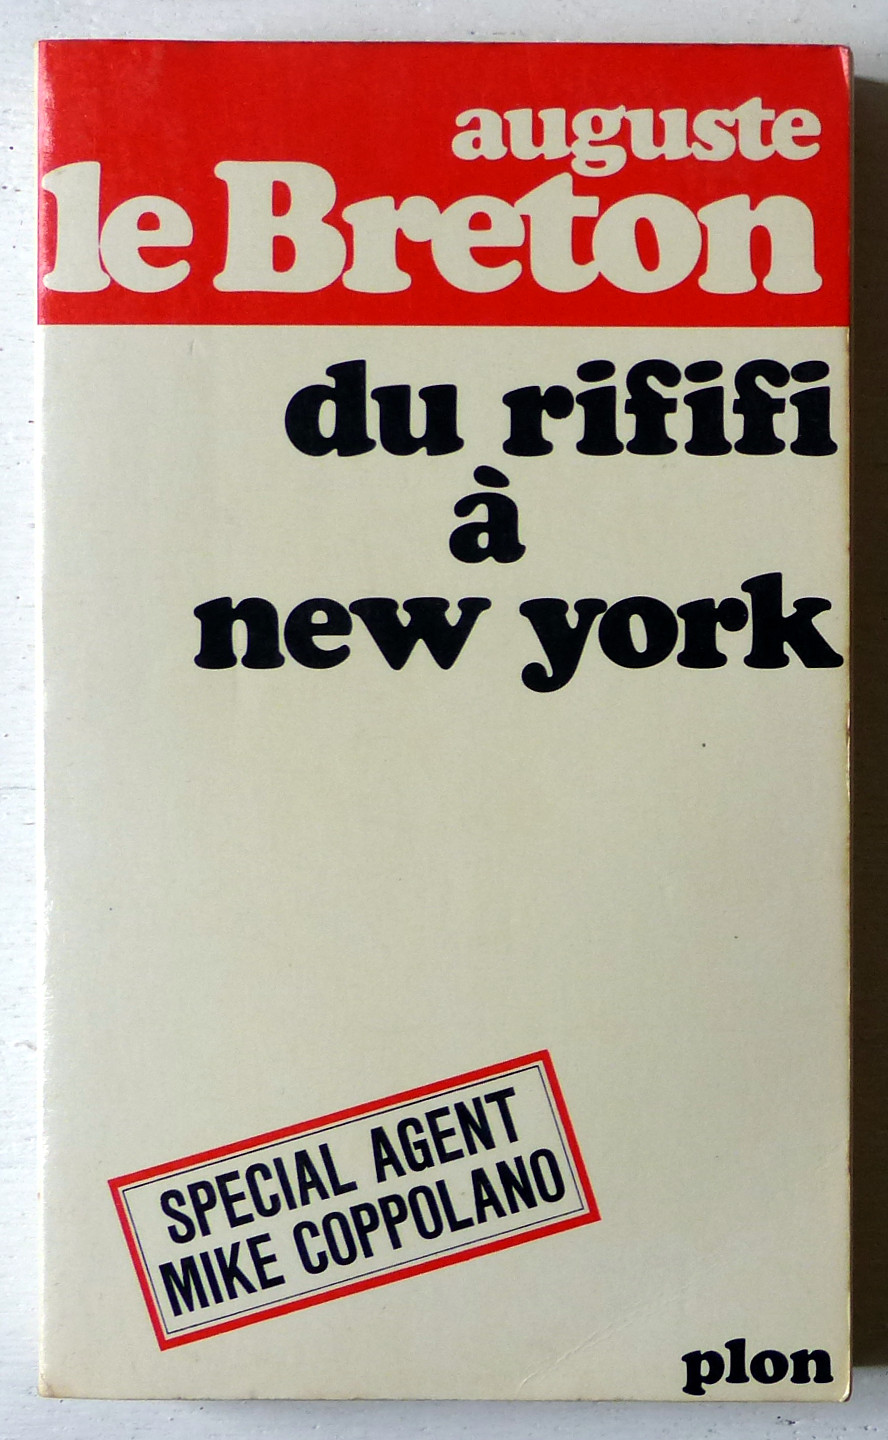 auguste
le Breton
du rififi
à
new york
SPECIAL AGENT
MIKE COPPOLANO
plon